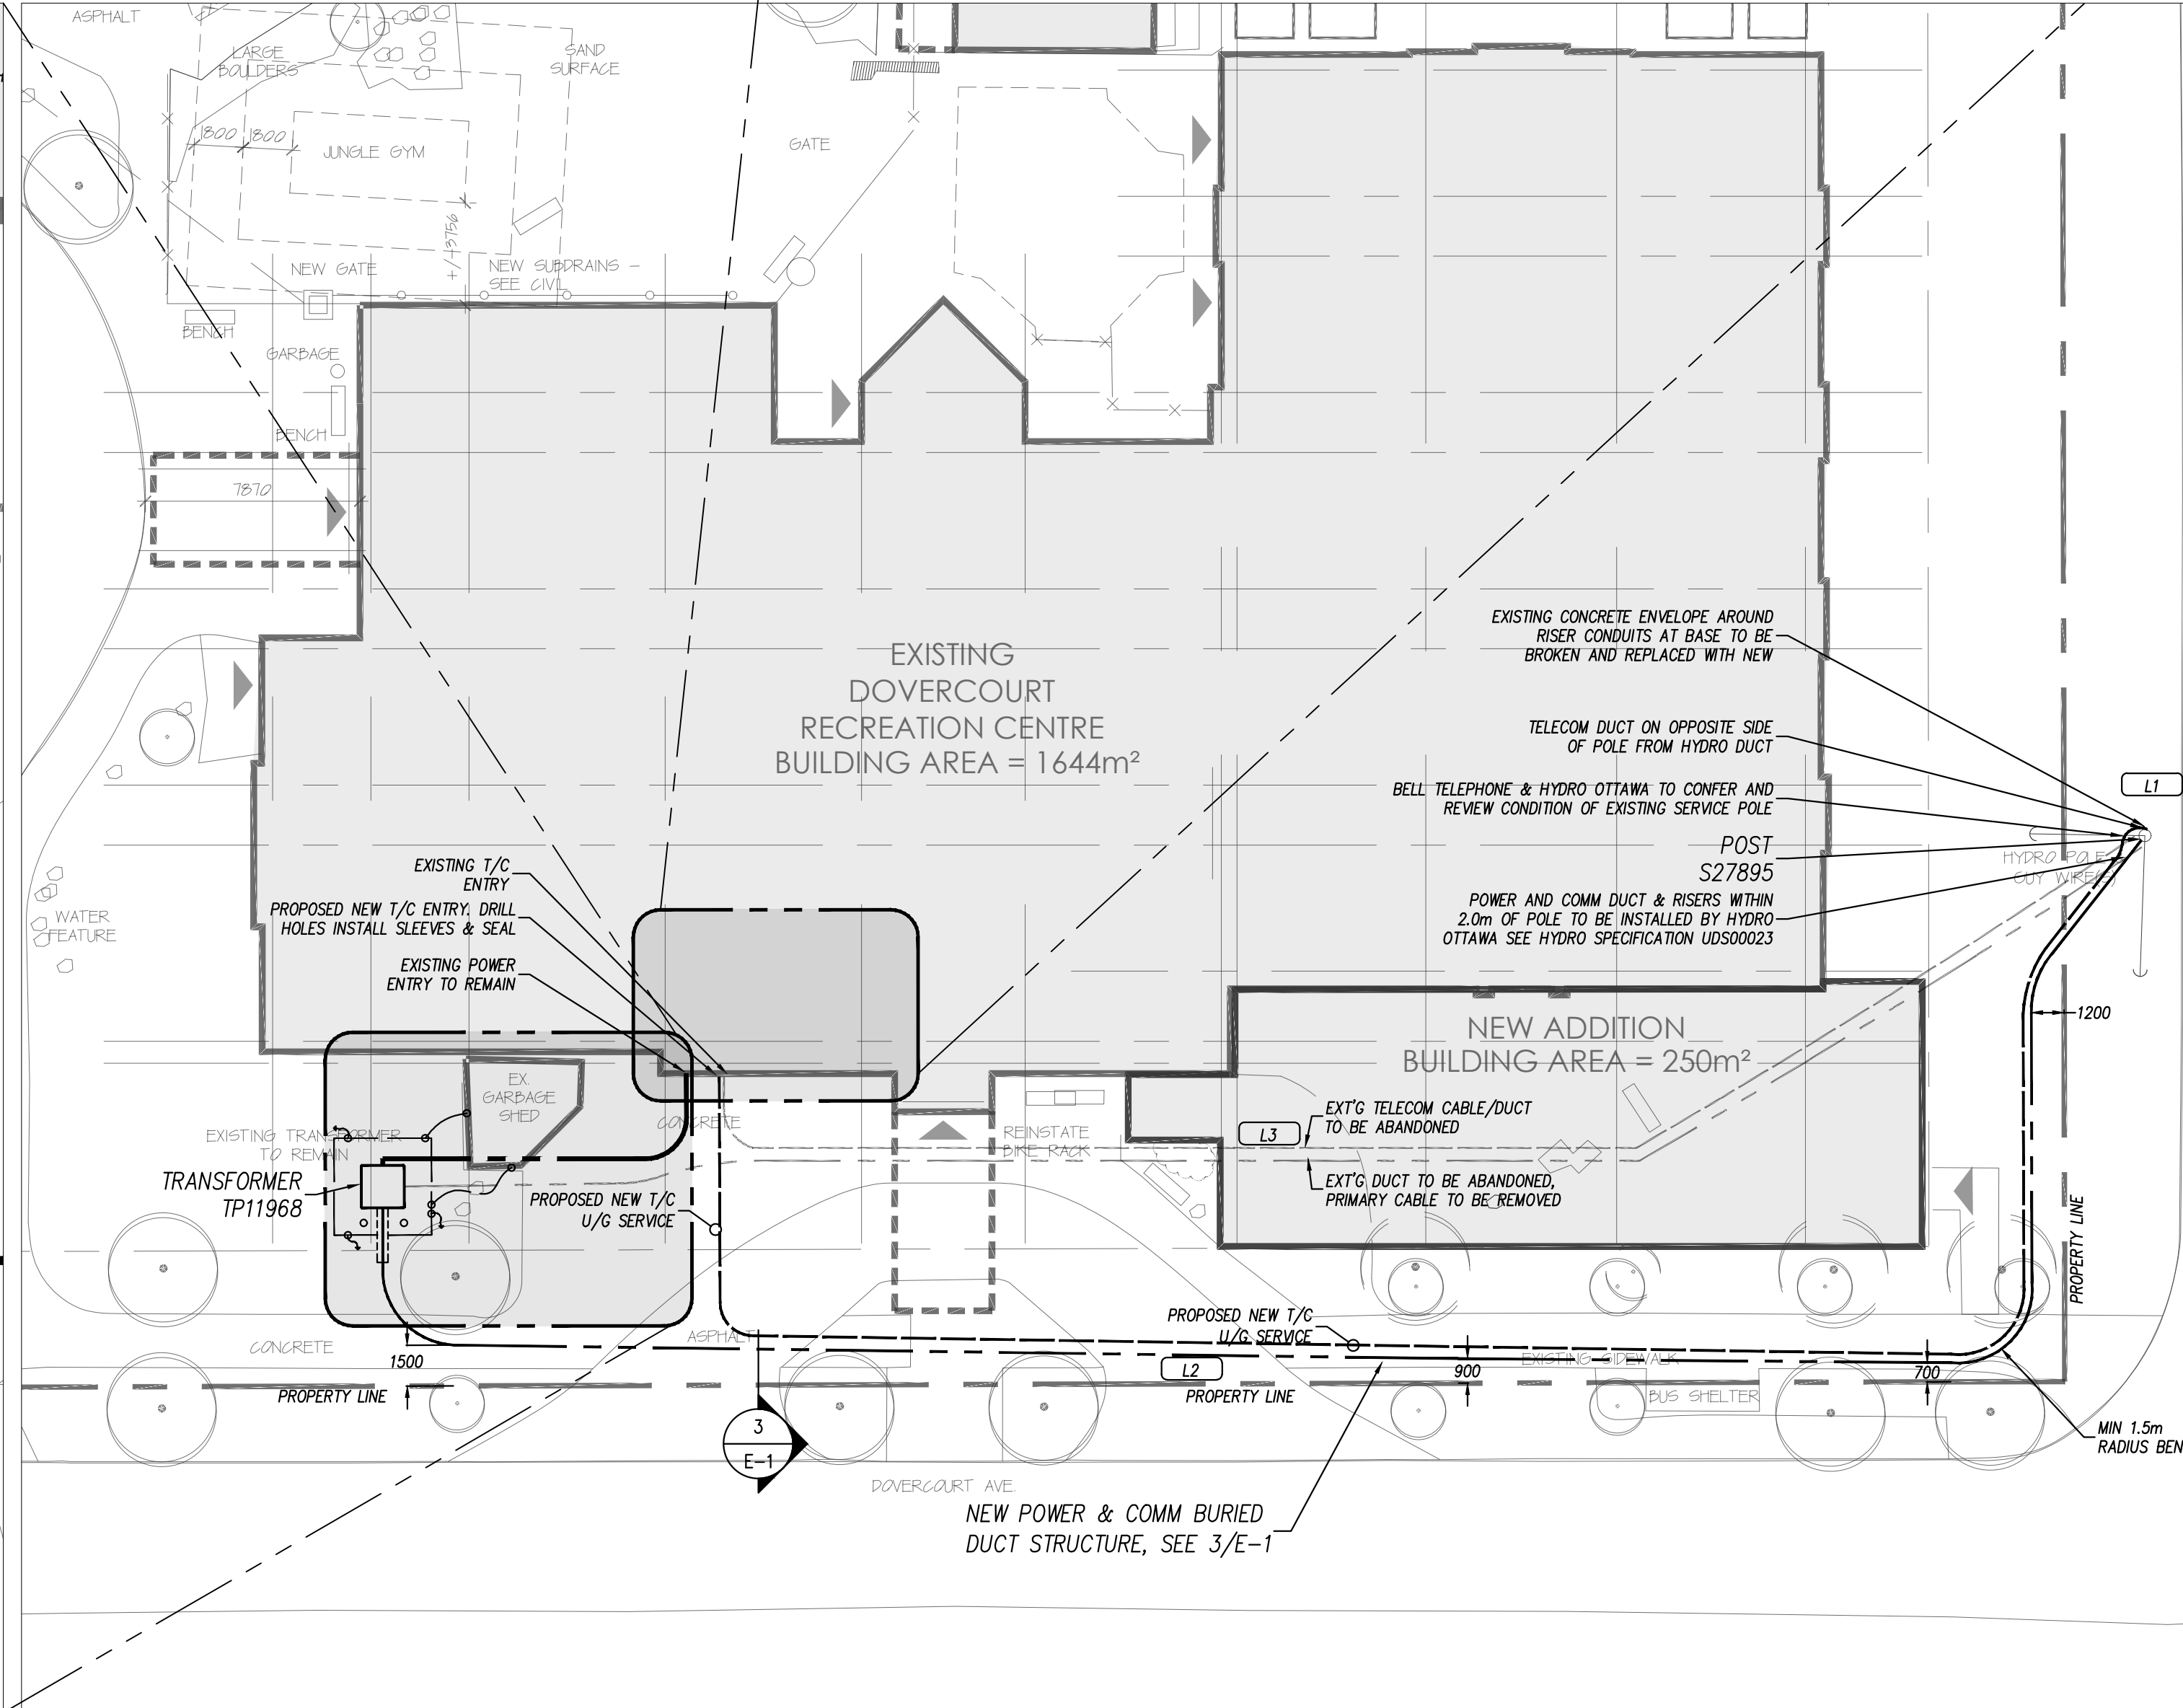 ASPHALT
LARGE
BOULDERS
SAND
SURFACE
1800
1800
JUNGLE GYM
GATE
+/-3756
NEW GATE
NEW SUBDRAINS -
SEE CIVIL
BENCH
GARBAGE
BENCH
7870
EXISTING
DOVERCOURT
RECREATION CENTRE
BUILDING AREA = 1644m²
EXISTING CONCRETE ENVELOPE AROUND
RISER CONDUITS AT BASE TO BE
BROKEN AND REPLACED WITH NEW
TELECOM DUCT ON OPPOSITE SIDE
OF POLE FROM HYDRO DUCT
BELL TELEPHONE & HYDRO OTTAWA TO CONFER AND
REVIEW CONDITION OF EXISTING SERVICE POLE
POST
S27895
POWER AND COMM DUCT & RISERS WITHIN
2.0m OF POLE TO BE INSTALLED BY HYDRO
OTTAWA SEE HYDRO SPECIFICATION UDS00023
L1
HYDRO POLE
GUY WIRE(S)
EXISTING T/C
ENTRY
PROPOSED NEW T/C ENTRY. DRILL
HOLES INSTALL SLEEVES & SEAL
EXISTING POWER
ENTRY TO REMAIN
WATER
FEATURE
NEW ADDITION
BUILDING AREA = 250m²
1200
EX.
GARBAGE
SHED
CONCRETE
EXISTING TRANSFORMER
TO REMAIN
TRANSFORMER
TP11968
REINSTATE
BIKE RACK
L3
EXT'G TELECOM CABLE/DUCT
TO BE ABANDONED
EXT'G DUCT TO BE ABANDONED,
PRIMARY CABLE TO BE REMOVED
PROPOSED NEW T/C
U/G SERVICE
PROPERTY LINE
PROPOSED NEW T/C
U/G SERVICE
ASPHALT
CONCRETE
1500
L2
900
EXISTING SIDEWALK
700
PROPERTY LINE
PROPERTY LINE
BUS SHELTER
3
E-1
MIN 1.5m
RADIUS BEN
DOVERCOURT AVE.
NEW POWER & COMM BURIED
DUCT STRUCTURE, SEE 3/E-1